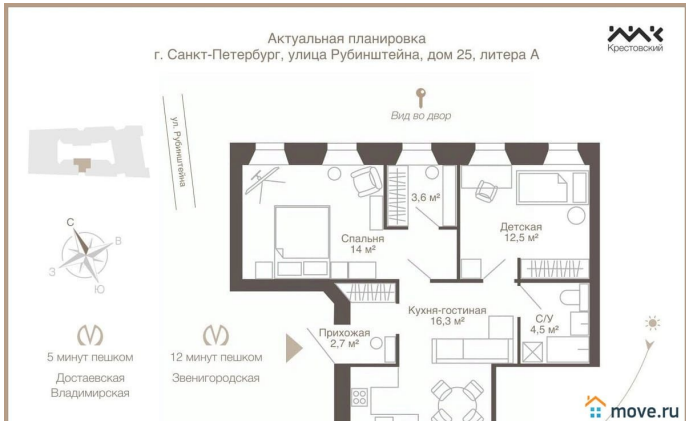 Актуальная планировка
г. Санкт-Петербург, улица Рубинштейна, дом 25, литера А
Крестовский
Вид во двор
ул. Рубинштейна
3,6 м²
Детская
12,5 м²
Спальня
14 м²
С
В
З
Ю
Кухня-гостиная
16,3 м²
С/У
4,5 м²
Прихожая
2,7 м²
5 минут пешком
Достаевская
Владимирская
12 минут пешком
Звенигородская
move.ru